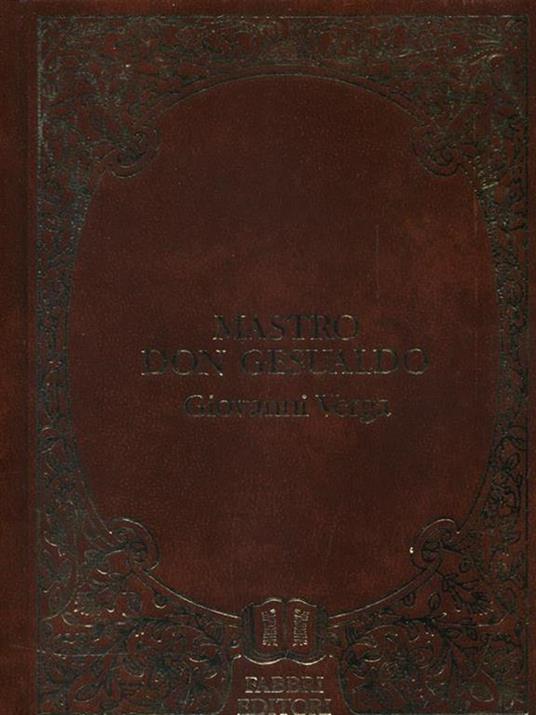 MASTRO
DON GESUALDO
Giovanni Verga
FABBRI
EDITORI